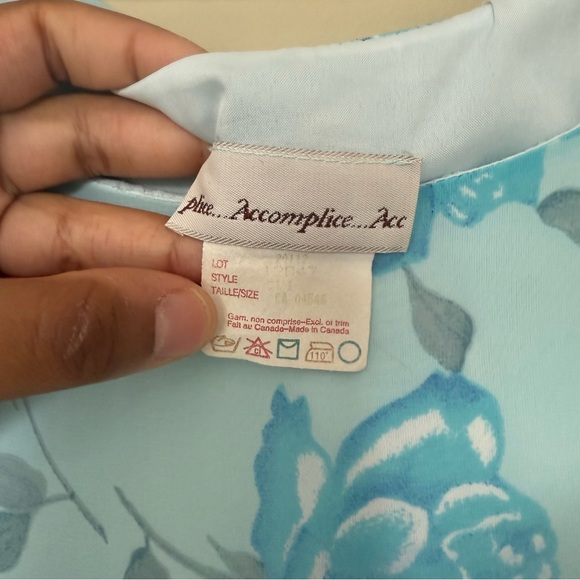 plice...Accomplice...Acc
LOT
STYLE
TAILLE/SIZE CA 04546
Garn. non comprise–Excl. of trim
Fait au Canada–Made in Canada
110°